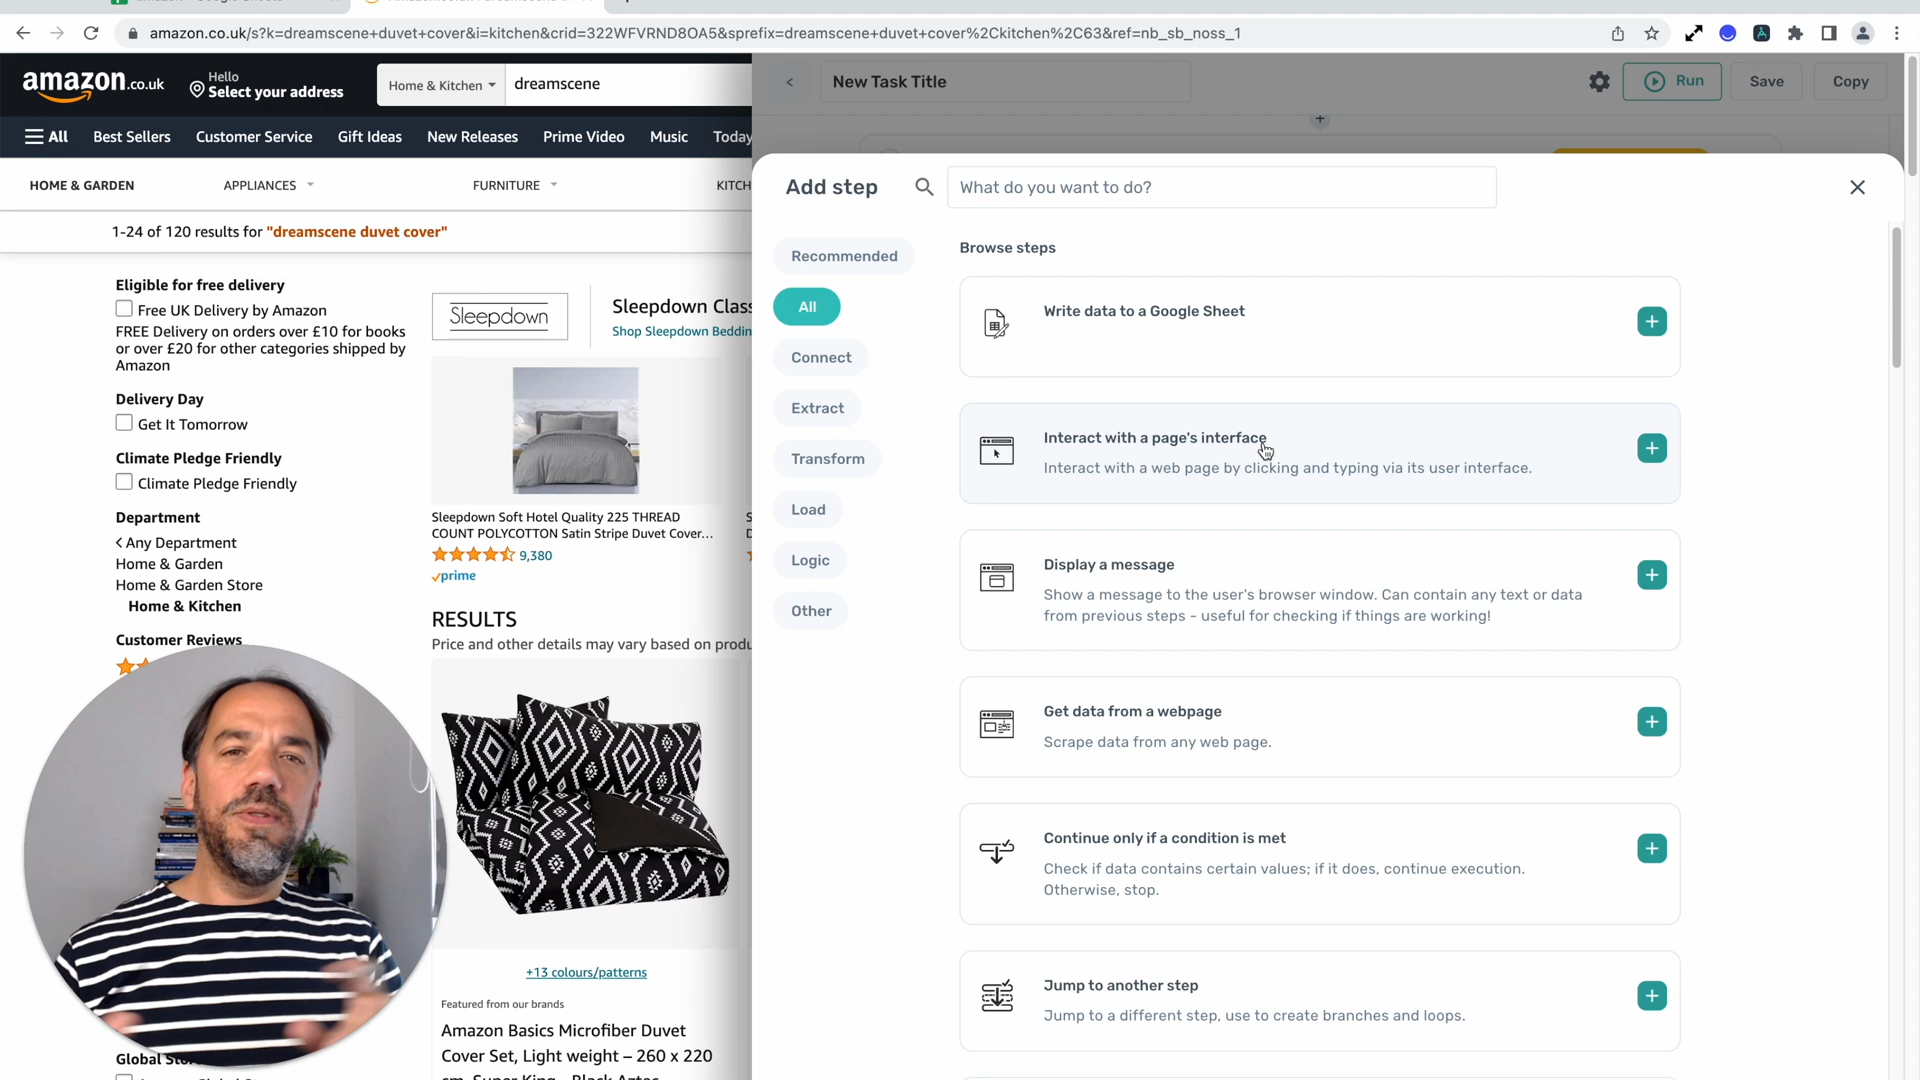 amazon.co.uk/s?k=dreamscene+duvet+cover&i=kitchen&crid=322WFVRND8OA5&sprefix=dreamscene+duvet+cover%2Ckitchen%2C63&ref=nb_sb_noss_1
amazon.co.uk
Hello
Select your address
Home & Kitchen
dreamscene
All
Best Sellers
Customer Service
Gift Ideas
New Releases
Prime Video
Music
Today
HOME & GARDEN
APPLIANCES
FURNITURE
KITCH
1-24 of 120 results for "dreamscene duvet cover"
Eligible for free delivery
Free UK Delivery by Amazon
FREE Delivery on orders over £10 for books
or over £20 for other categories shipped by
Amazon
Delivery Day
Get It Tomorrow
Climate Pledge Friendly
Climate Pledge Friendly
Department
< Any Department
Home & Garden
Home & Garden Store
Home & Kitchen
Customer Reviews
Sleepdown
Sleepdown Clas
Shop Sleepdown Beddin
Sleepdown Soft Hotel Quality 225 THREAD
COUNT POLYCOTTON Satin Stripe Duvet Cover...
9,380
prime
RESULTS
Price and other details may vary based on produ
+13 colours/patterns
Featured from our brands
Amazon Basics Microfiber Duvet
Cover Set, Light weight – 260 x 220
New Task Title
Run
Save
Copy
Add step
What do you want to do?
Recommended
All
Connect
Extract
Transform
Load
Logic
Other
Browse steps
Write data to a Google Sheet
Interact with a page's interface
Interact with a web page by clicking and typing via its user interface.
Display a message
Show a message to the user's browser window. Can contain any text or data
from previous steps - useful for checking if things are working!
Get data from a webpage
Scrape data from any web page.
Continue only if a condition is met
Check if data contains certain values; if it does, continue execution.
Otherwise, stop.
Jump to another step
Jump to a different step, use to create branches and loops.